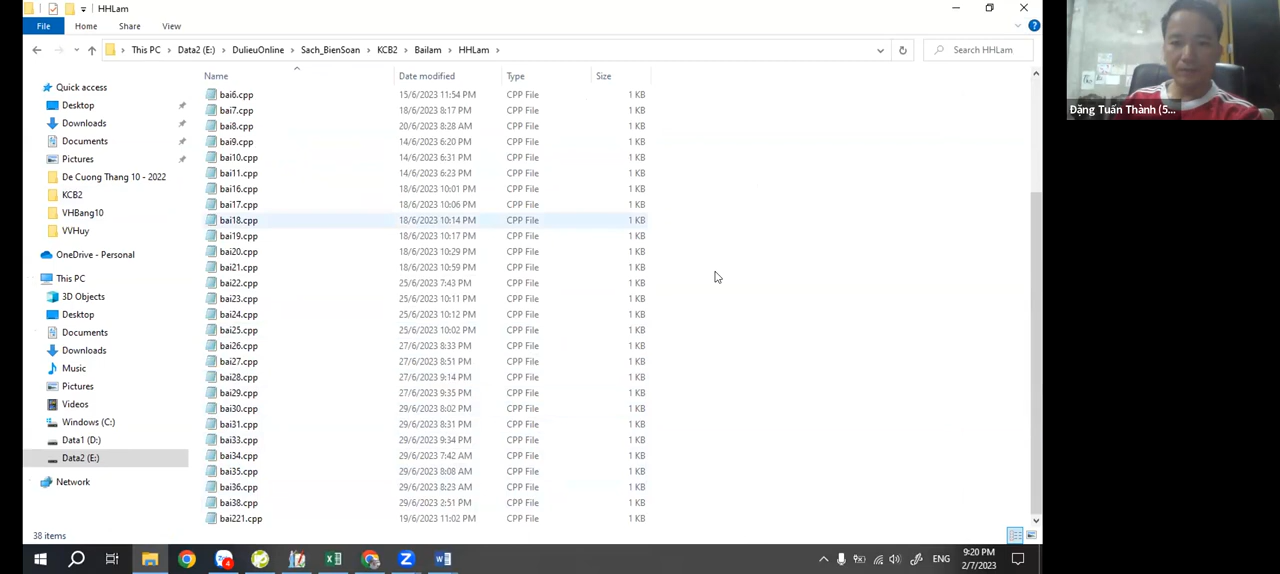 HHLam
File
Home
Share
View
This PC
Data2 (E:)
DulieuOnline
Sach_BienSoan
KCB2
Bailam
HHLam
Search HHLam
Name
Date modified
Type
Size
Quick access
Desktop
Downloads
Documents
Pictures
De Cuong Thang 10 - 2022
KCB2
VHBang10
VVHuy
OneDrive - Personal
This PC
3D Objects
Desktop
Documents
Downloads
Music
Pictures
Videos
Windows (C:)
Data1 (D:)
Data2 (E:)
Network
bai6.cpp 15/6/2023 11:54 PM CPP File 1 KB
bai7.cpp 18/6/2023 8:17 PM CPP File 1 KB
bai8.cpp 20/6/2023 8:28 AM CPP File 1 KB
bai9.cpp 14/6/2023 6:20 PM CPP File 1 KB
bai10.cpp 14/6/2023 6:31 PM CPP File 1 KB
bai11.cpp 14/6/2023 6:23 PM CPP File 1 KB
bai16.cpp 18/6/2023 10:01 PM CPP File 1 KB
bai17.cpp 18/6/2023 10:06 PM CPP File 1 KB
bai18.cpp 18/6/2023 10:14 PM CPP File 1 KB
bai19.cpp 18/6/2023 10:17 PM CPP File 1 KB
bai20.cpp 18/6/2023 10:29 PM CPP File 1 KB
bai21.cpp 18/6/2023 10:59 PM CPP File 1 KB
bai22.cpp 25/6/2023 7:43 PM CPP File 1 KB
bai23.cpp 25/6/2023 10:11 PM CPP File 1 KB
bai24.cpp 25/6/2023 10:12 PM CPP File 1 KB
bai25.cpp 25/6/2023 10:02 PM CPP File 1 KB
bai26.cpp 27/6/2023 8:33 PM CPP File 1 KB
bai27.cpp 27/6/2023 8:51 PM CPP File 1 KB
bai28.cpp 27/6/2023 9:14 PM CPP File 1 KB
bai29.cpp 27/6/2023 9:35 PM CPP File 1 KB
bai30.cpp 29/6/2023 8:02 PM CPP File 1 KB
bai31.cpp 29/6/2023 8:31 PM CPP File 1 KB
bai33.cpp 29/6/2023 9:34 PM CPP File 1 KB
bai34.cpp 29/6/2023 7:42 AM CPP File 1 KB
bai35.cpp 29/6/2023 8:08 AM CPP File 1 KB
bai36.cpp 29/6/2023 8:23 AM CPP File 1 KB
bai38.cpp 29/6/2023 2:51 PM CPP File 1 KB
bai221.cpp 19/6/2023 11:02 PM CPP File 1 KB
38 items
ENG
9:20 PM
2/7/2023
4
Đặng Tuấn Thành (5...